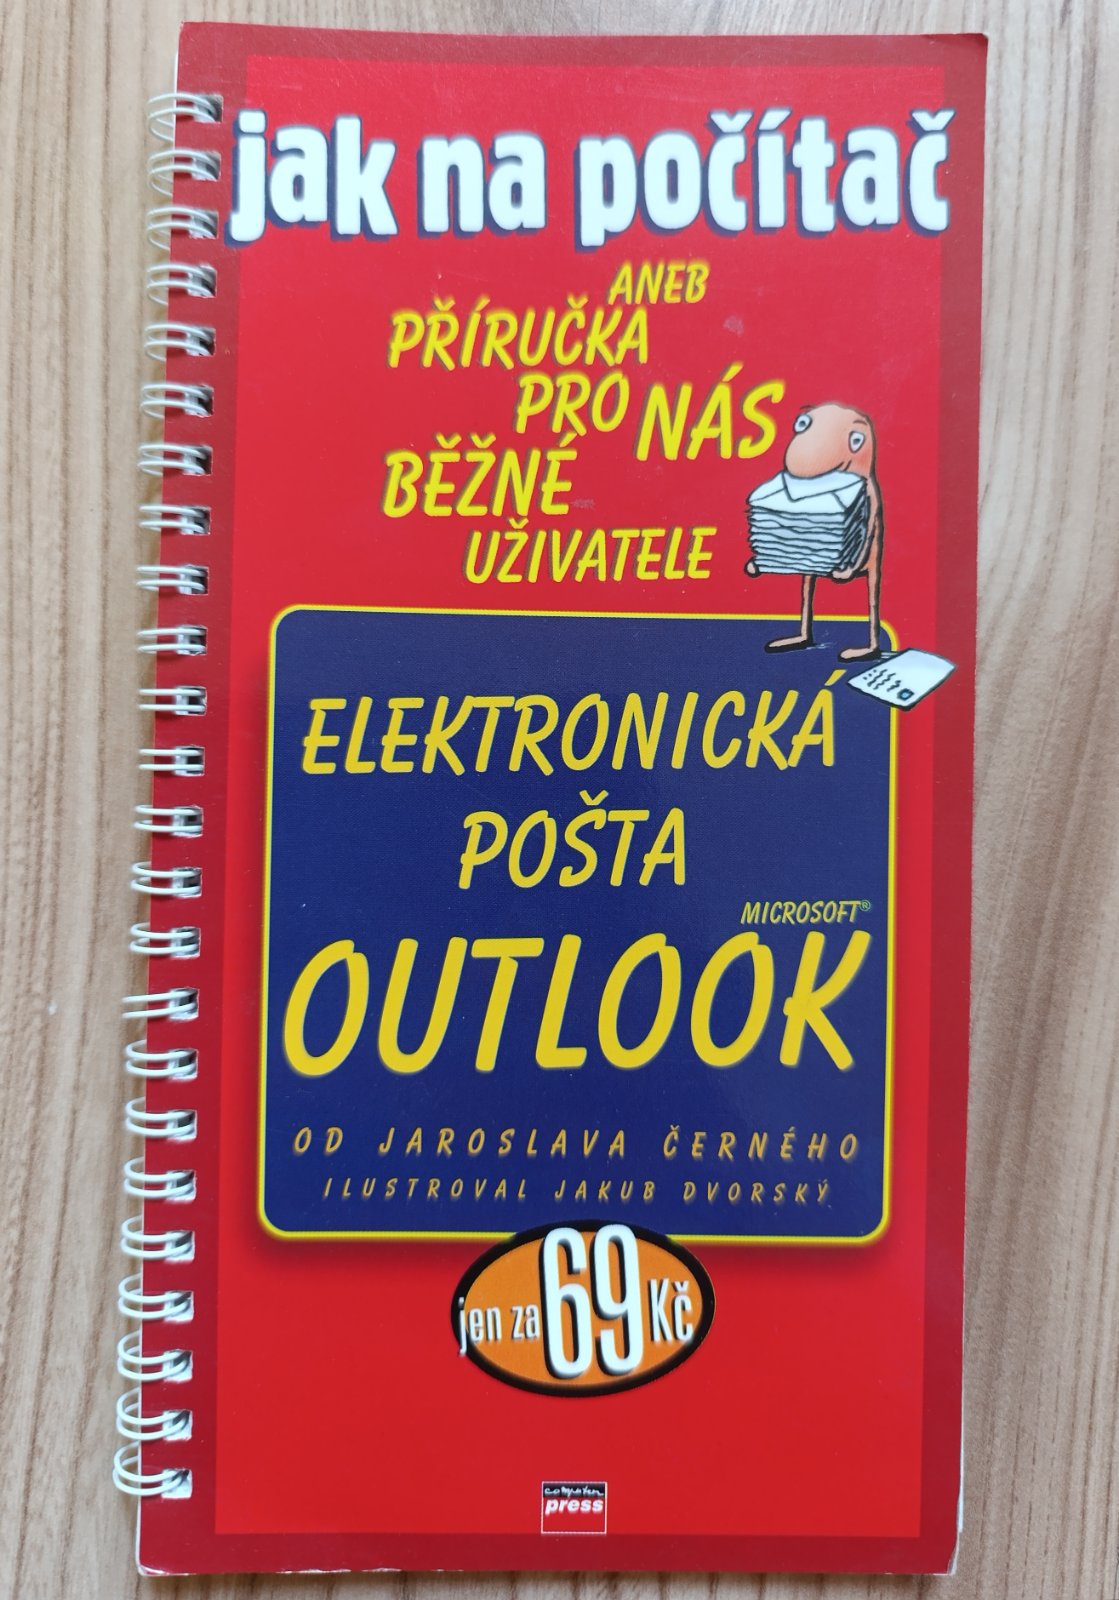 jak na počítač
ANEB
PŘÍRUČKA
PRO NÁS
BĚŽNÉ
UŽIVATELE
ELEKTRONICKÁ
POŠTA
MICROSOFT®
OUTLOOK
OD JAROSLAVA ČERNÉHO
ILUSTROVAL JAKUB DVORSKÝ
jen za 69 Kč
computer
press